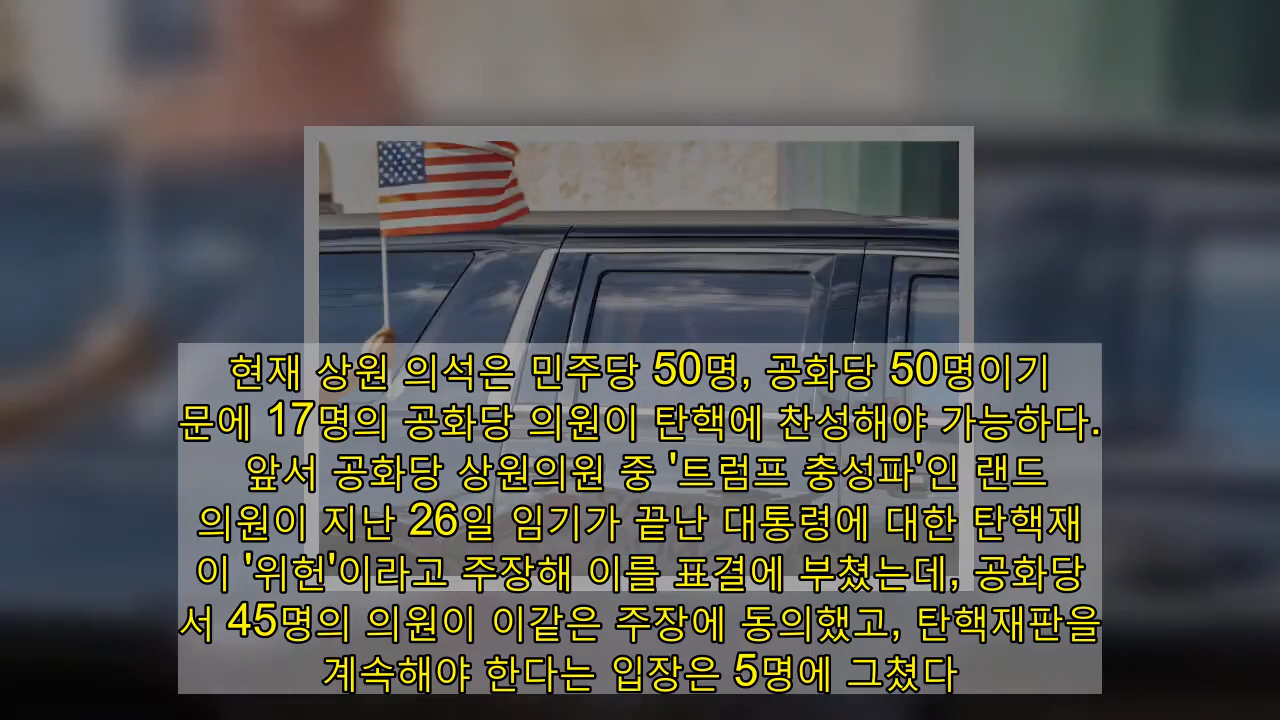 현재 상원 의석은 민주당 50명, 공화당 50명이기
문에 17명의 공화당 의원이 탄핵에 찬성해야 가능하다.
앞서 공화당 상원의원 중 '트럼프 충성파'인 랜드
의원이 지난 26일 임기가 끝난 대통령에 대한 탄핵재
이 '위헌'이라고 주장해 이를 표결에 부쳤는데, 공화당
서 45명의 의원이 이같은 주장에 동의했고, 탄핵재판을
계속해야 한다는 입장은 5명에 그쳤다